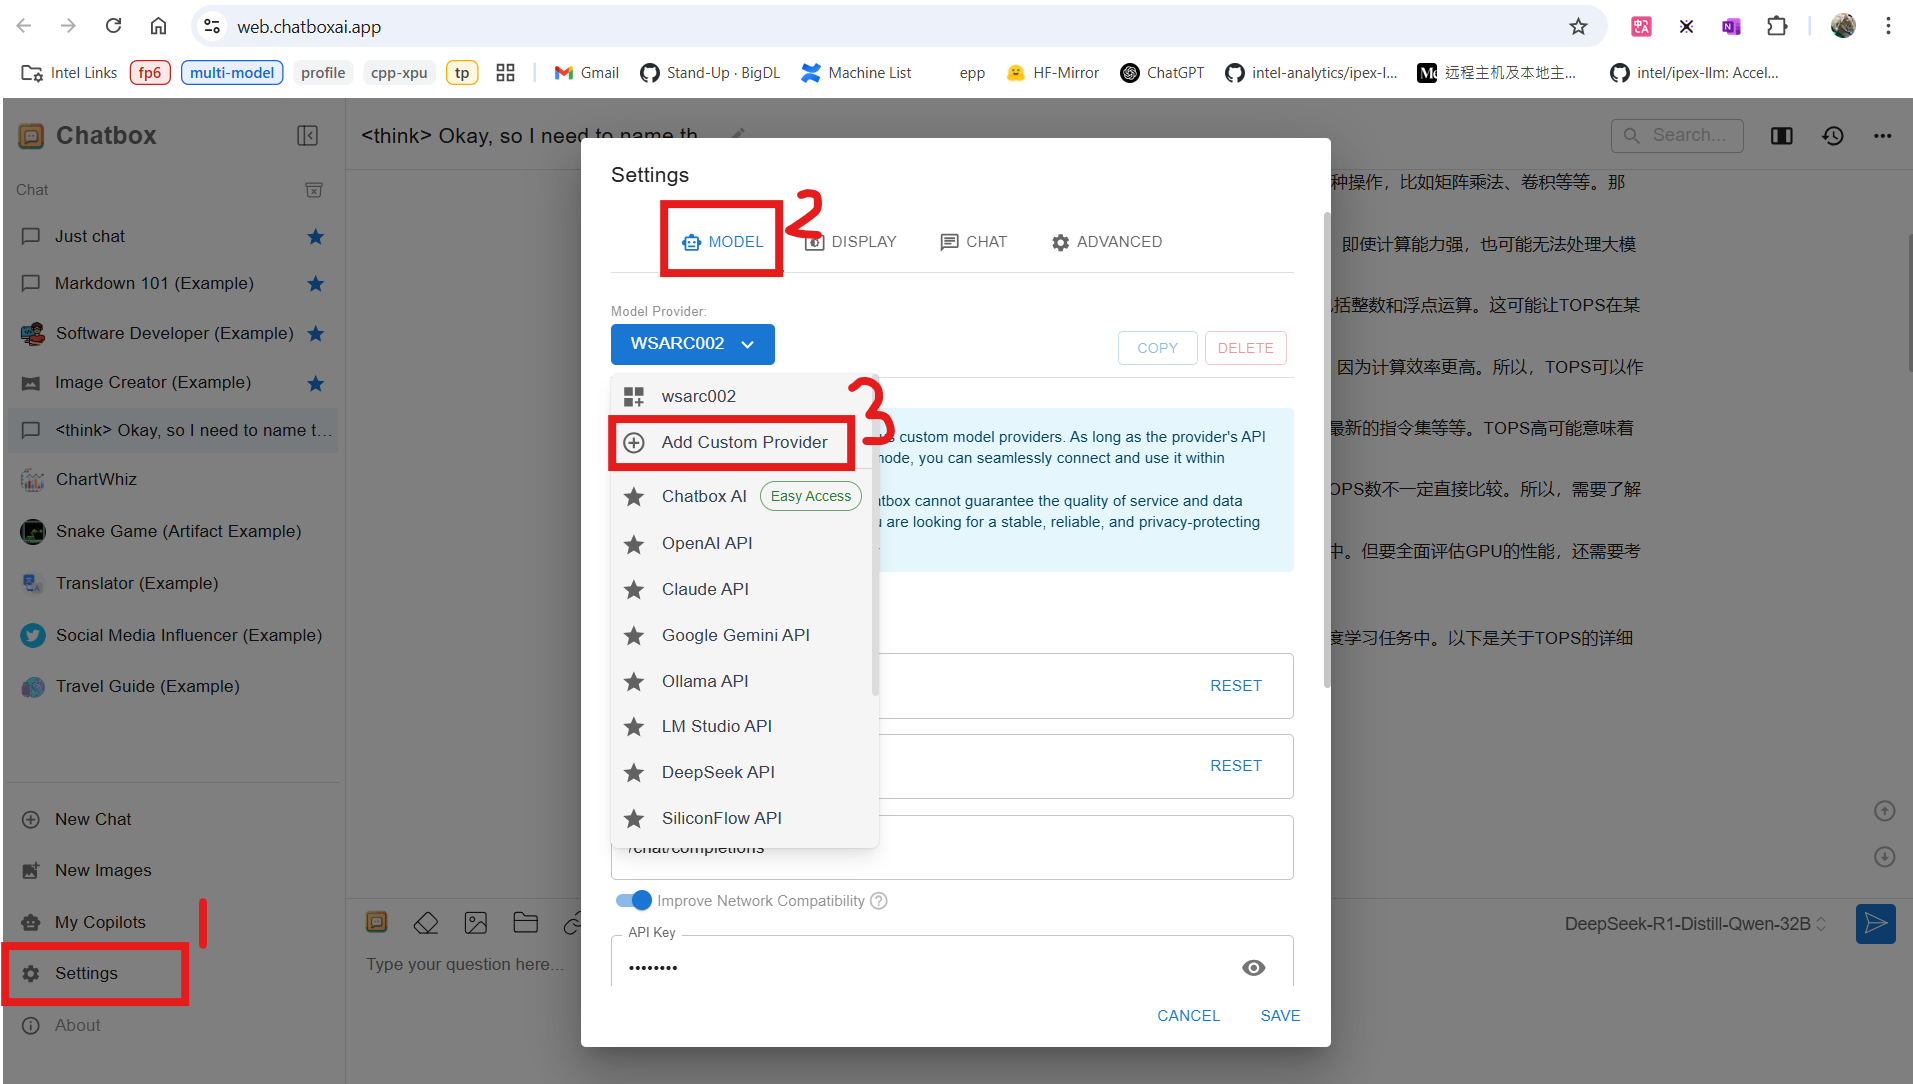 web.chatboxai.app
Intel Links fp6 multi-model profile cpp-xpu tp Gmail Stand-Up · BigDL Machine List epp HF-Mirror ChatGPT intel-analytics/ipex-l... 远程主机及本地主... intel/ipex-llm: Accel...
Chatbox
<think> Okay, so I need to name th
Search...
Chat
Just chat
Markdown 101 (Example)
Software Developer (Example)
Image Creator (Example)
<think> Okay, so I need to name t...
ChartWhiz
Snake Game (Artifact Example)
Translator (Example)
Social Media Influencer (Example)
Travel Guide (Example)
New Chat
New Images
My Copilots
1
Settings
About
Settings
2
MODEL DISPLAY CHAT ADVANCED
Model Provider:
WSARC002
COPY DELETE
wsarc002
3
Add Custom Provider
Chatbox AI Easy Access
OpenAI API
Claude API
Google Gemini API
Ollama API
LM Studio API
DeepSeek API
SiliconFlow API
custom model providers. As long as the provider's API
you can seamlessly connect and use it within
cannot guarantee the quality of service and data
are looking for a stable, reliable, and privacy-protecting
RESET
RESET
/chat/completions
Improve Network Compatibility ?
API Key
••••••••
CANCEL SAVE
种操作，比如矩阵乘法、卷积等等。那
即使计算能力强，也可能无法处理大模
括整数和浮点运算。这可能让TOPS在某
因为计算效率更高。所以，TOPS可以作
最新的指令集等等。TOPS高可能意味着
OPS数不一定直接比较。所以，需要了解
中。但要全面评估GPU的性能，还需要考
度学习任务中。以下是关于TOPS的详细
Type your question here...
DeepSeek-R1-Distill-Qwen-32B